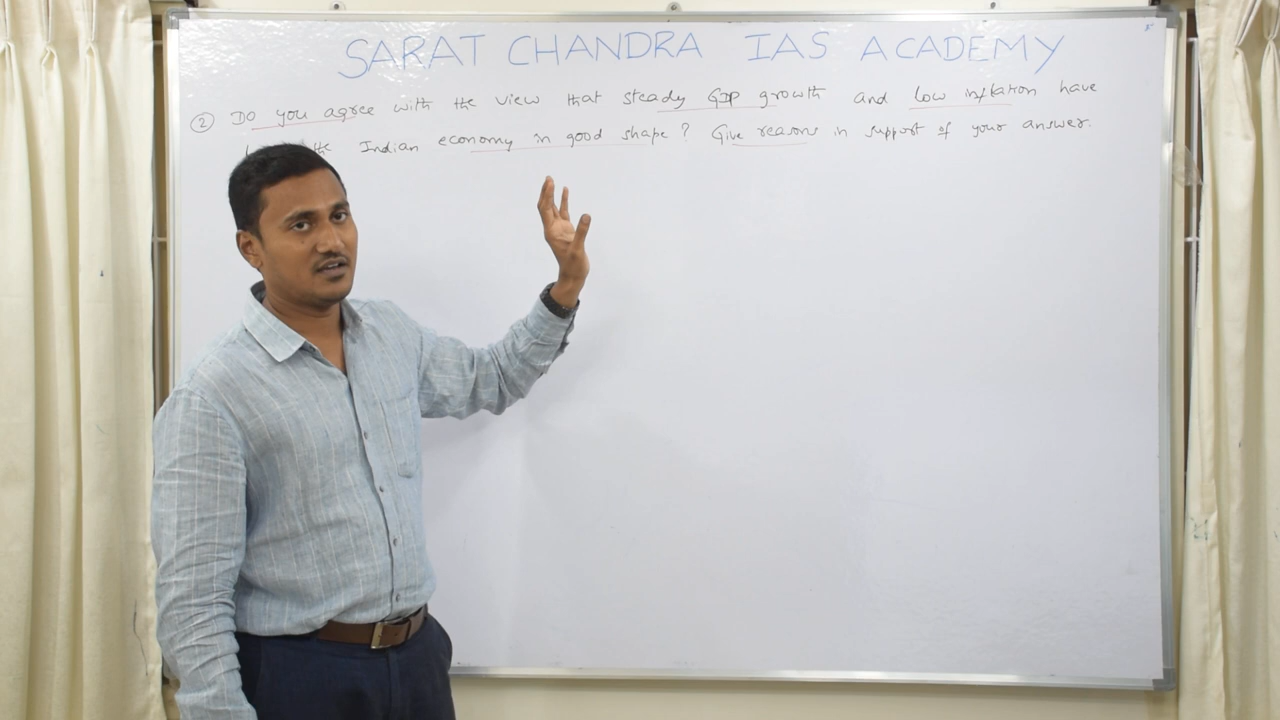 SARAT CHANDRA IAS ACADEMY
2 Do you agree with the view that steady GDP growth and low inflation have
the Indian economy in good shape? Give reasons in support of your answer.